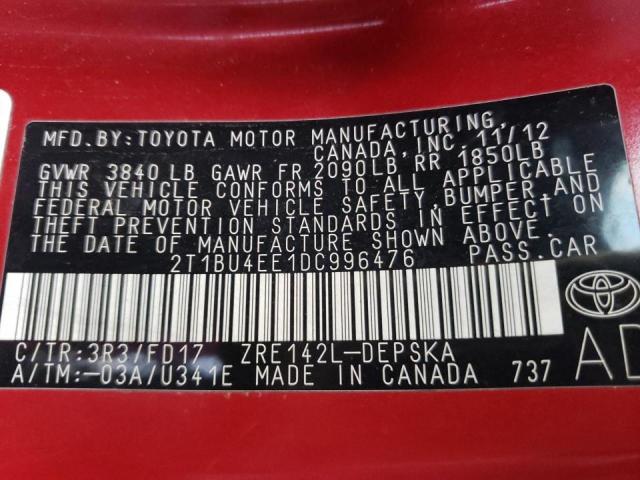 MFD. BY: TOYOTA MOTOR MANUFACTURING,
CANADA, INC. 11/12
GVWR 3840 LB GAWR FR 2090LB RR 1850LB
THIS VEHICLE CONFORMS TO ALL APPLICABLE
FEDERAL MOTOR VEHICLE SAFETY, BUMPER, AND
THEFT PREVENTION STANDARDS IN EFFECT ON
THE DATE OF MANUFACTURE SHOWN ABOVE.
2T1BU4EE1DC996476 PASS.CAR
C/TR:3R3/FD17 ZRE142L-DEPSKA
A/TM:-03A/U341E MADE IN CANADA 737